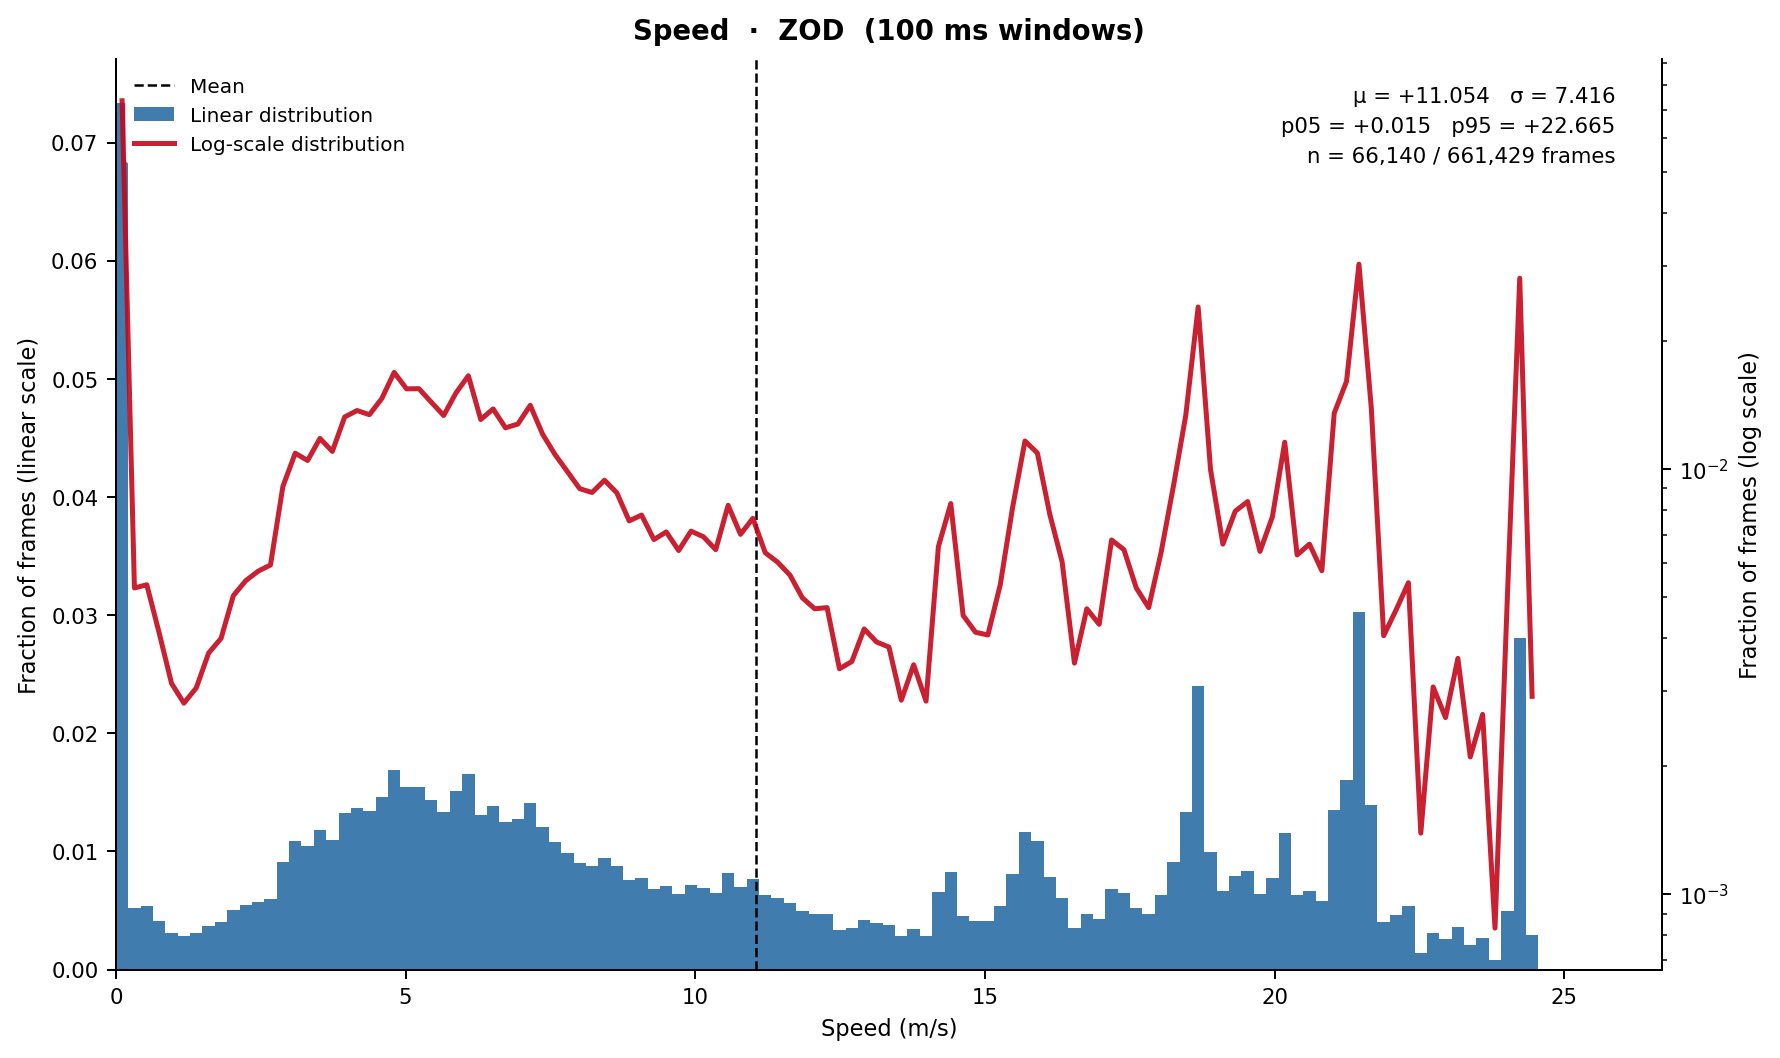 Speed · ZOD (100 ms windows)
Mean
Linear distribution
Log-scale distribution
μ = +11.054 σ = 7.416
p05 = +0.015 p95 = +22.665
n = 66,140 / 661,429 frames
Fraction of frames (linear scale)
0.07
0.06
0.05
0.04
0.03
0.02
0.01
0.00
10⁻²
10⁻³
Fraction of frames (log scale)
0 5 10 15 20 25
Speed (m/s)